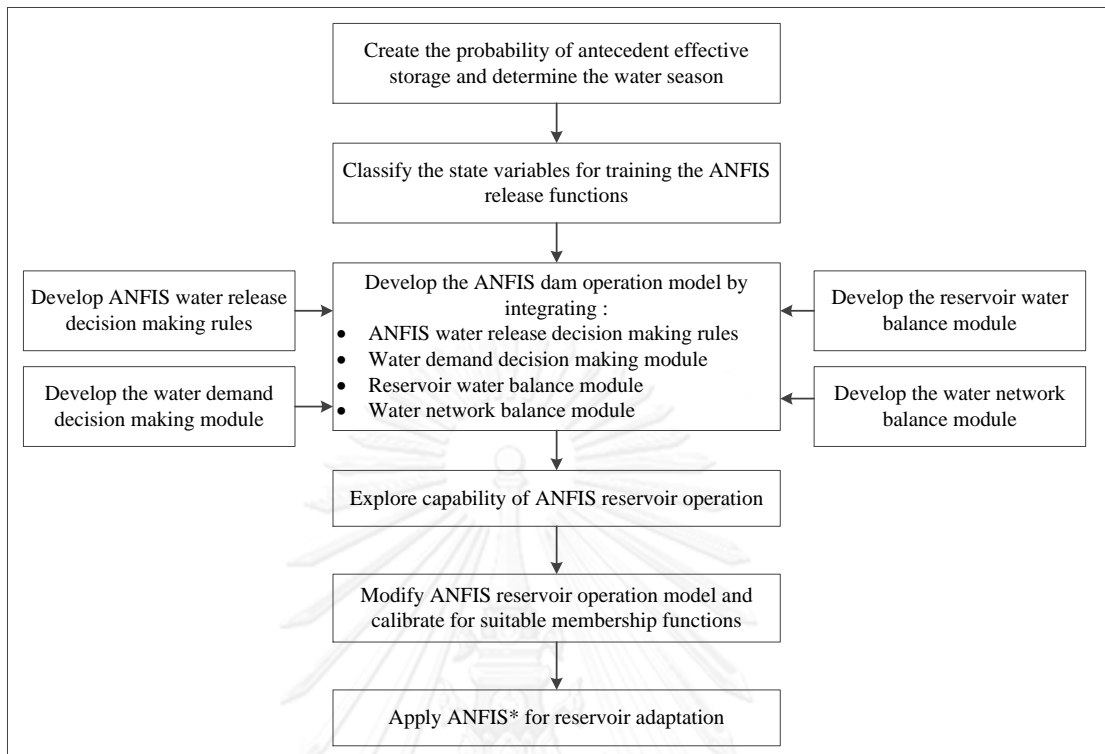 Create the probability of antecedent effective
storage and determine the water season
Classify the state variables for training the ANFIS
release functions
Develop ANFIS water release
decision making rules
Develop the water demand
decision making module
Develop the ANFIS dam operation model by
integrating :
• ANFIS water release decision making rules
• Water demand decision making module
• Reservoir water balance module
• Water network balance module
Develop the reservoir water
balance module
Develop the water network
balance module
Explore capability of ANFIS reservoir operation
Modify ANFIS reservoir operation model and
calibrate for suitable membership functions
Apply ANFIS* for reservoir adaptation